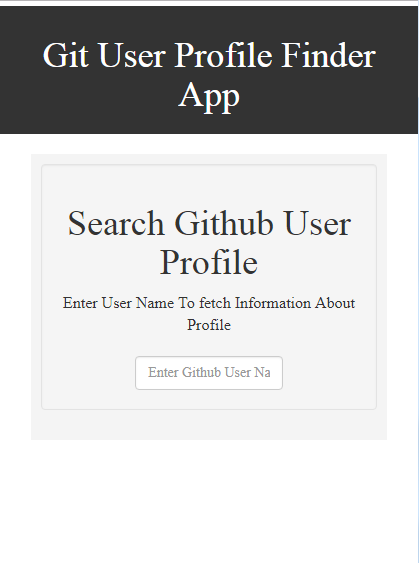 Git User Profile Finder
App
Search Github User
Profile
Enter User Name To fetch Information About
Profile
Enter Github User Na